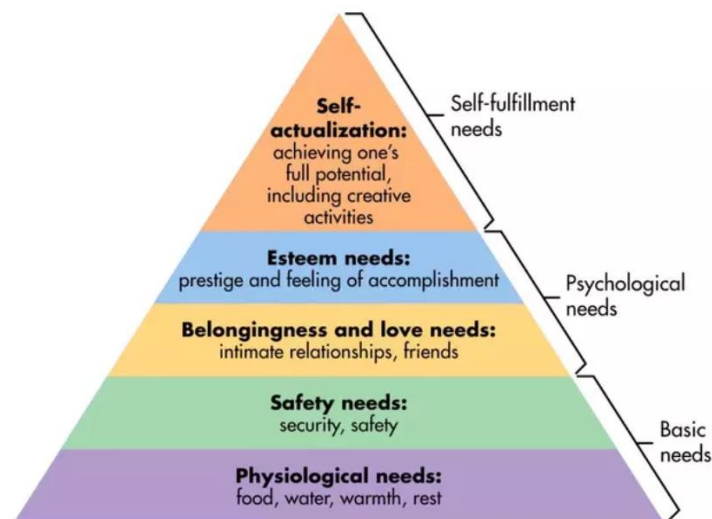 Self-
actualization:
achieving one's
full potential,
including creative
activities
Self-fulfillment
needs
Esteem needs:
prestige and feeling of accomplishment
Psychological
needs
Belongingness and love needs:
intimate relationships, friends
Safety needs:
security, safety
Basic
needs
Physiological needs:
food, water, warmth, rest